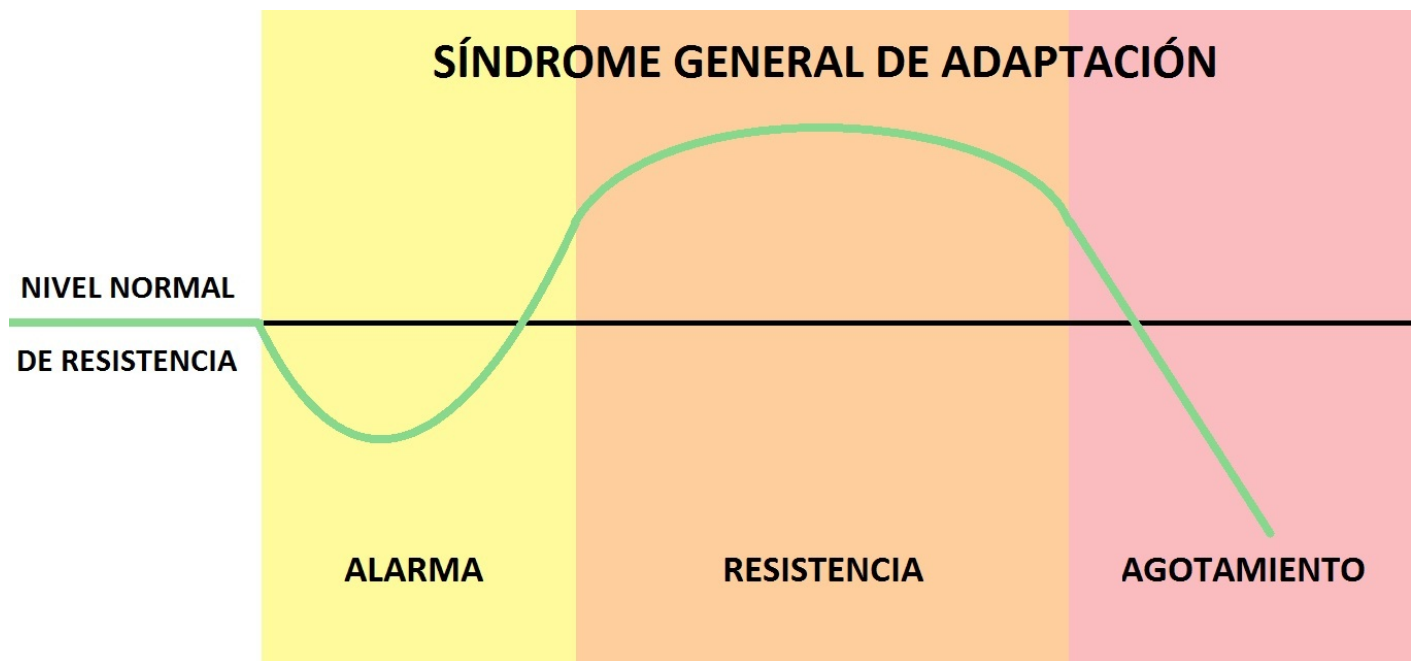 SÍNDROME GENERAL DE ADAPTACIÓN
NIVEL NORMAL
DE RESISTENCIA
ALARMA
RESISTENCIA
AGOTAMIENTO